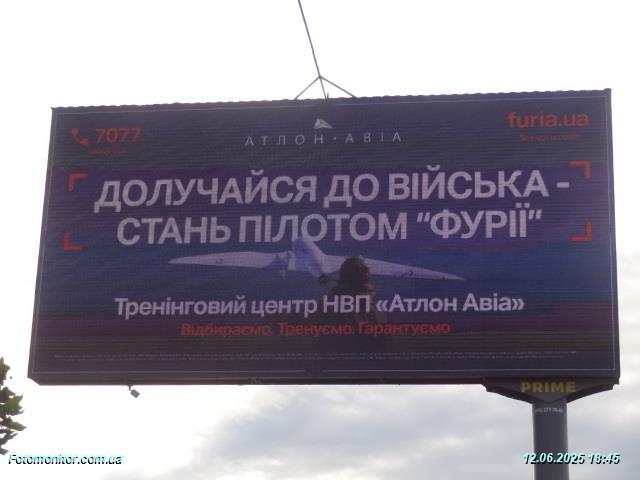 7077
furia.ua
АТЛОН·АВІА
ДОЛУЧАЙСЯ ДО ВІЙСЬКА -
СТАНЬ ПІЛОТОМ “ФУРІЇ”
Тренінговий центр НВП «Атлон Авіа»
Відбираємо. Тренуємо. Гарантуємо
PRIME
Fotomonitor.com.ua
12.06.2025 18:45